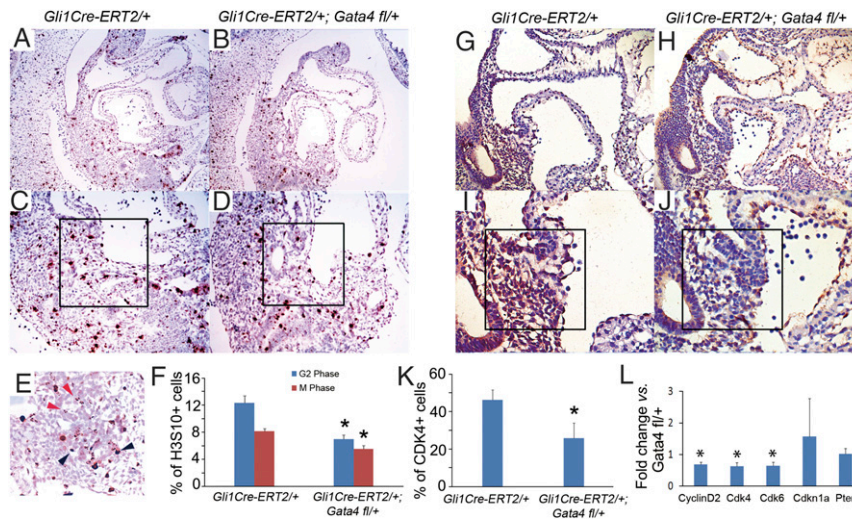 Gli1Cre-ERT2/+
Gli1Cre-ERT2/+; Gata4 fl/+
Gli1Cre-ERT2/+
Gli1Cre-ERT2/+; Gata4 fl/+
A
B
G
H
C
D
I
J
E
F
% of H3S10+ cells
16
12
8
4
0
G2 Phase
M Phase
*
*
Gli1Cre-ERT2/+
Gli1Cre-ERT2/+;
Gata4 fl/+
K
% of CDK4+ cells
60
40
20
0
*
Gli1Cre-ERT2/+
Gli1Cre-ERT2/+;
Gata4 fl/+
L
Fold change vs.
Gata4 fl/+
3
2
1
0
*
*
*
CyclinD2
Cdk4
Cdk6
Cdkn1a
Pten